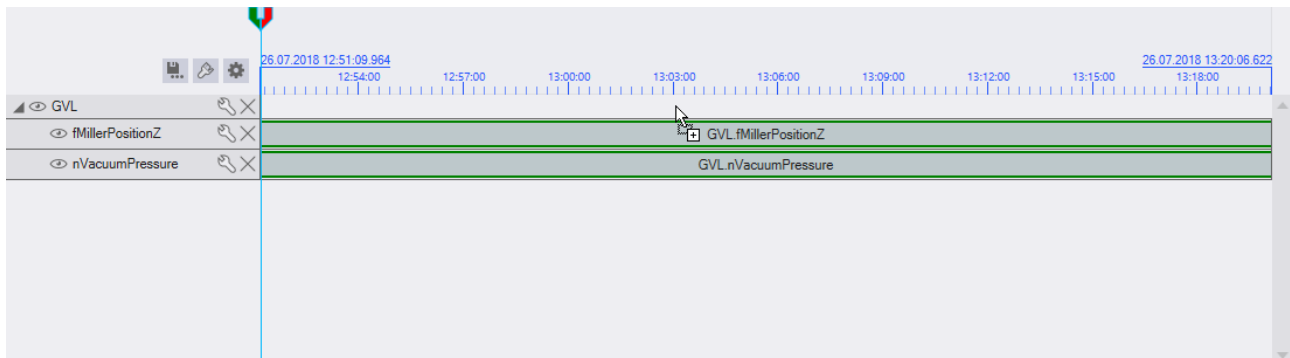 26.07.2018 12:51:09.964 26.07.2018 13:20:06.622
12:54:00 12:57:00 13:00:00 13:03:00 13:06:00 13:09:00 13:12:00 13:15:00 13:18:00
GVL
fMillerPositionZ GVL.fMillerPositionZ
nVacuumPressure GVL.nVacuumPressure